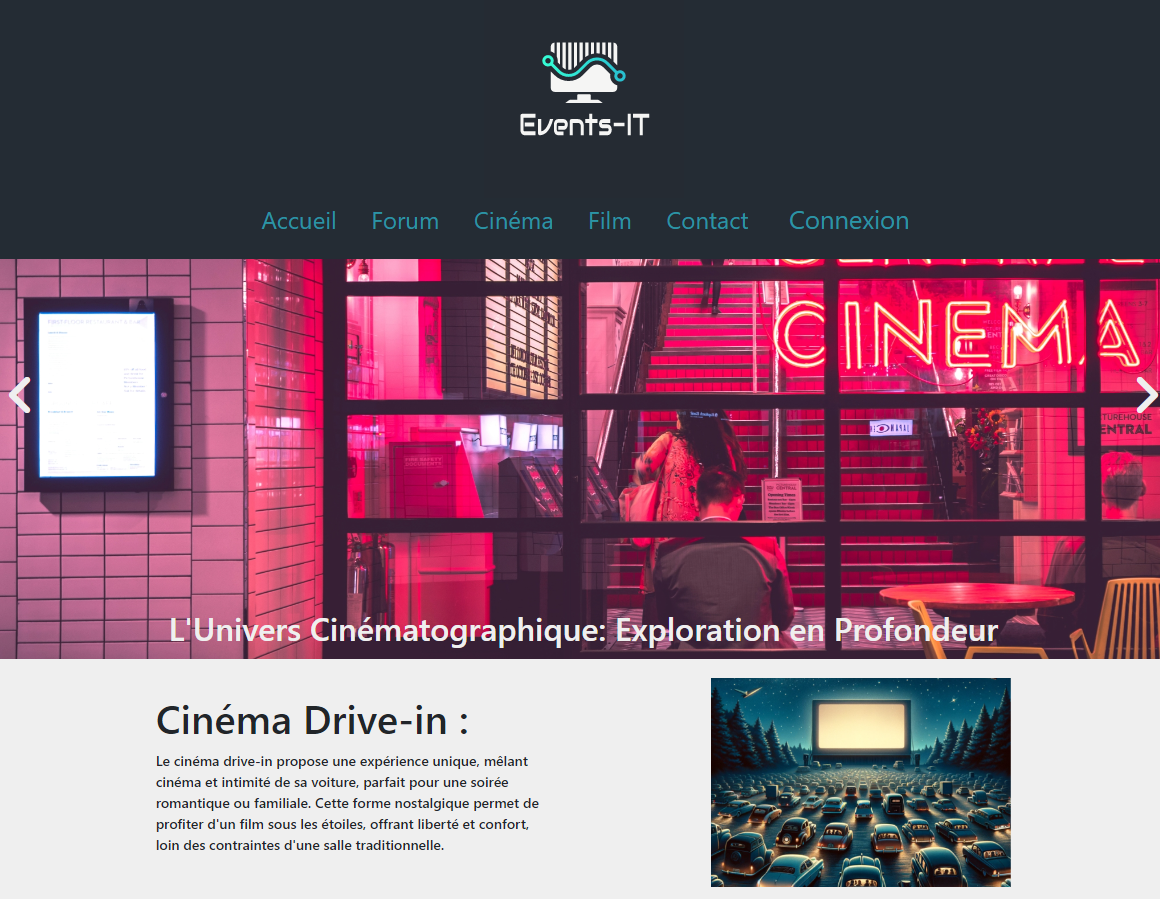 Events-IT
Accueil Forum Cinéma Film Contact Connexion
CINEMA
CENTRAL
L'Univers Cinématographique: Exploration en Profondeur
Cinéma Drive-in :
Le cinéma drive-in propose une expérience unique, mêlant
cinéma et intimité de sa voiture, parfait pour une soirée
romantique ou familiale. Cette forme nostalgique permet de
profiter d'un film sous les étoiles, offrant liberté et confort,
loin des contraintes d'une salle traditionnelle.